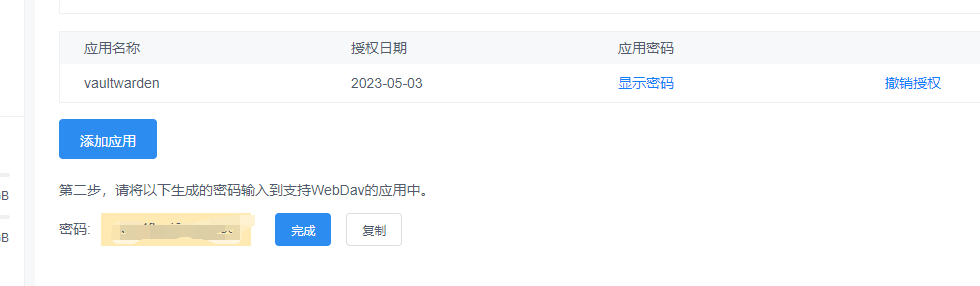 应用名称 授权日期 应用密码
vaultwarden 2023-05-03 显示密码 撤销授权
添加应用
第二步，请将以下生成的密码输入到支持WebDav的应用中。
GB
密码: 完成 复制
GB